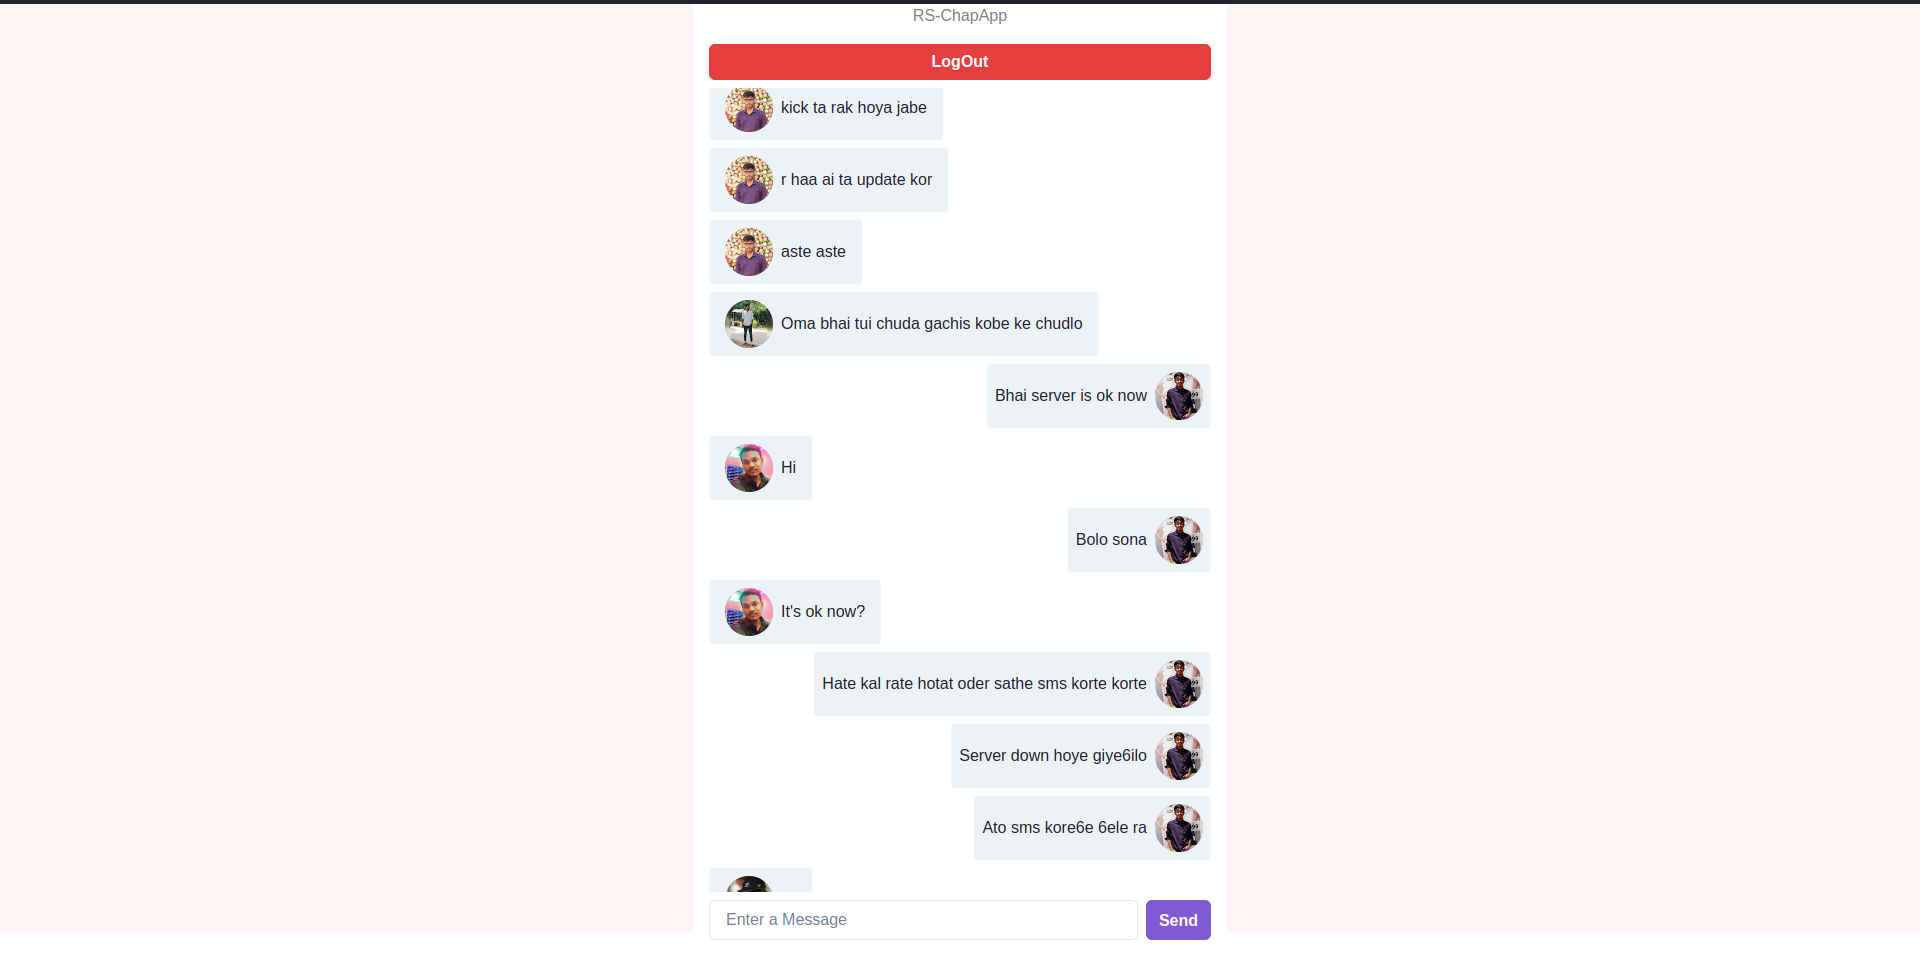 RS-ChapApp
LogOut
kick ta rak hoya jabe
r haa ai ta update kor
aste aste
Oma bhai tui chuda gachis kobe ke chudlo
Bhai server is ok now
Hi
Bolo sona
It's ok now?
Hate kal rate hotat oder sathe sms korte korte
Server down hoye giye6ilo
Ato sms kore6e 6ele ra
Enter a Message
Send